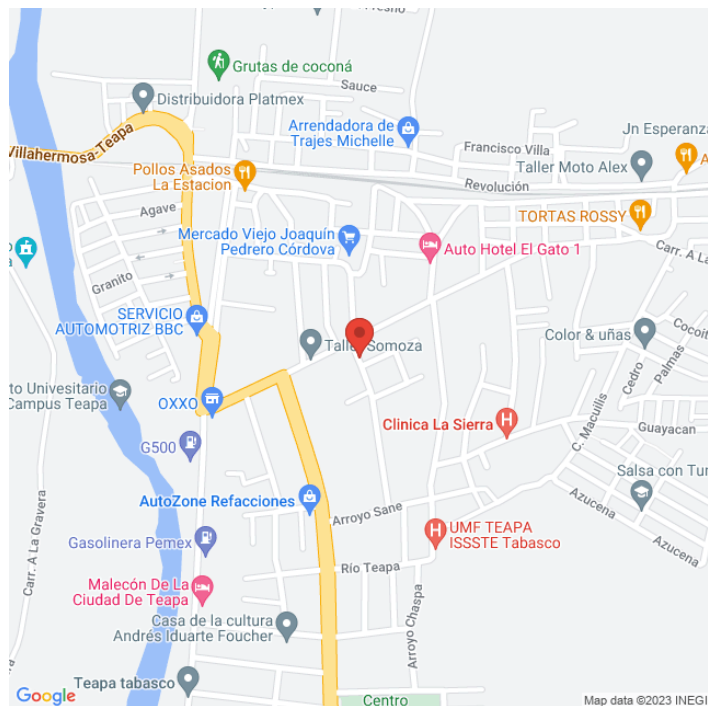 Fresno
Grutas de coconá
Sauce
Distribuidora Platmex
Arrendadora de
Trajes Michelle
Francisco Villa
Jn Esperanza
Villahermosa-Teapa
Taller Moto Alex
A
Pollos Asados
La Estacion
Revolución
Agave
TORTAS ROSSY
Mercado Viejo Joaquín
Pedrero Córdova
Auto Hotel El Gato 1
Carr. A La
Granito
SERVICIO
AUTOMOTRIZ BBC
Taller Somoza
Color & uñas
Cocoit
Palmas
Cedro
to Univesitario
Campus Teapa
OXXO
Clinica La Sierra
Guayacan
C. Macuilis
G500
Salsa con Tum
AutoZone Refacciones
Azucena
Arroyo Sane
UMF TEAPA
ISSSTE Tabasco
Azucena
Gasolinera Pemex
Río Teapa
Carr. A La Gravera
Malecón De La
Ciudad De Teapa
Arroyo Chaspa
Casa de la cultura
Andrés Iduarte Foucher
Teapa tabasco
Google
Centro
Map data ©2023 INEGI